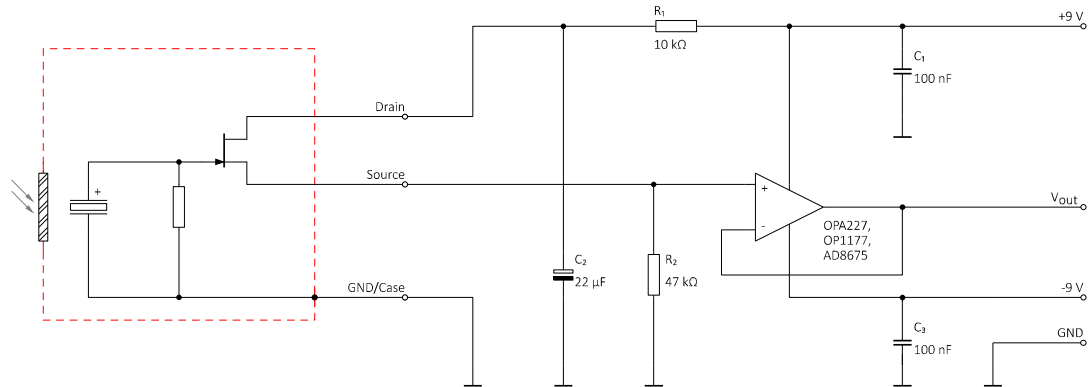 R₁
10 kΩ
+9 V
C₁
100 nF
Drain
Source
+
+
-
Vout
OPA227,
OP1177,
AD8675
C₂
22 µF
R₂
47 kΩ
GND/Case
-9 V
C₃
100 nF
GND